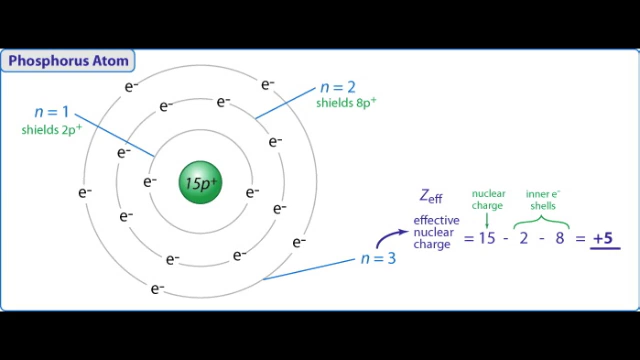 Phosphorus Atom
n = 1
shields 2p⁺
n = 2
shields 8p⁺
e⁻
e⁻
e⁻
e⁻
e⁻
e⁻
e⁻
15p⁺
e⁻
e⁻
e⁻
e⁻
e⁻
e⁻
e⁻
e⁻
n = 3
Zeff
nuclear
charge
inner e⁻
shells
effective
nuclear
charge
= 15 - 2 - 8 = +5